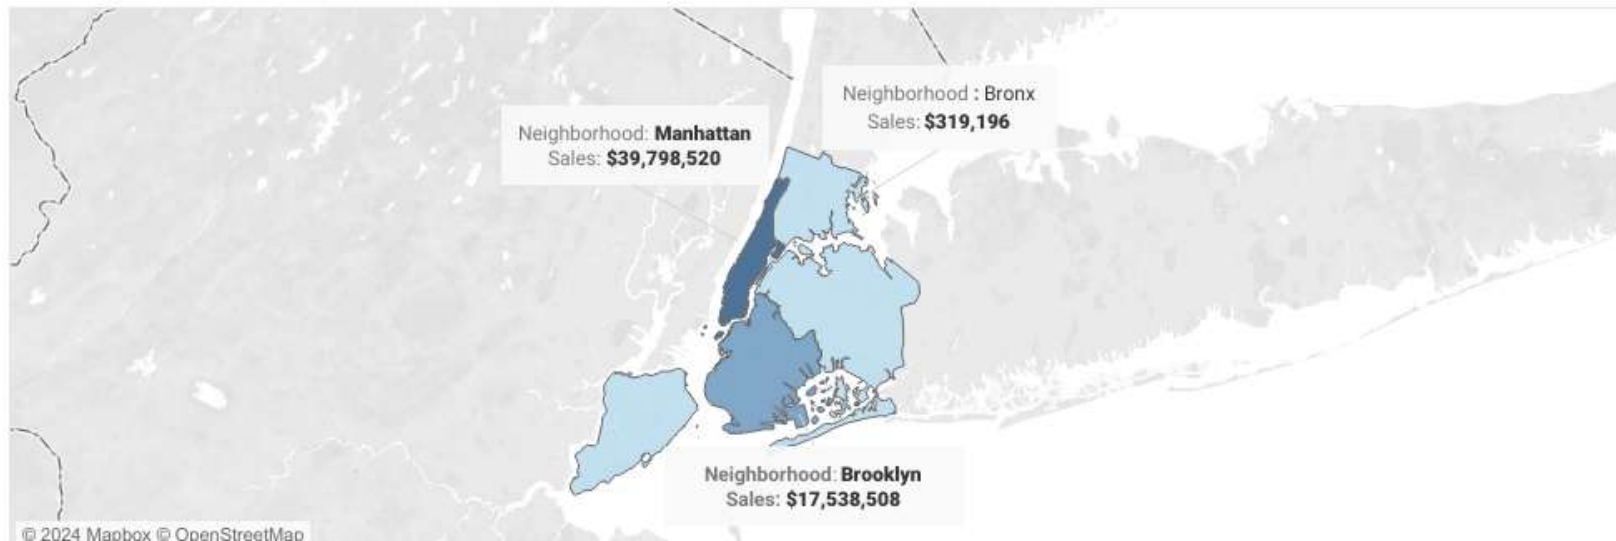 Neighborhood : Bronx
Sales: $319,196
Neighborhood: Manhattan
Sales: $39,798,520
Neighborhood: Brooklyn
Sales: $17,538,508
© 2024 Mapbox © OpenStreetMap